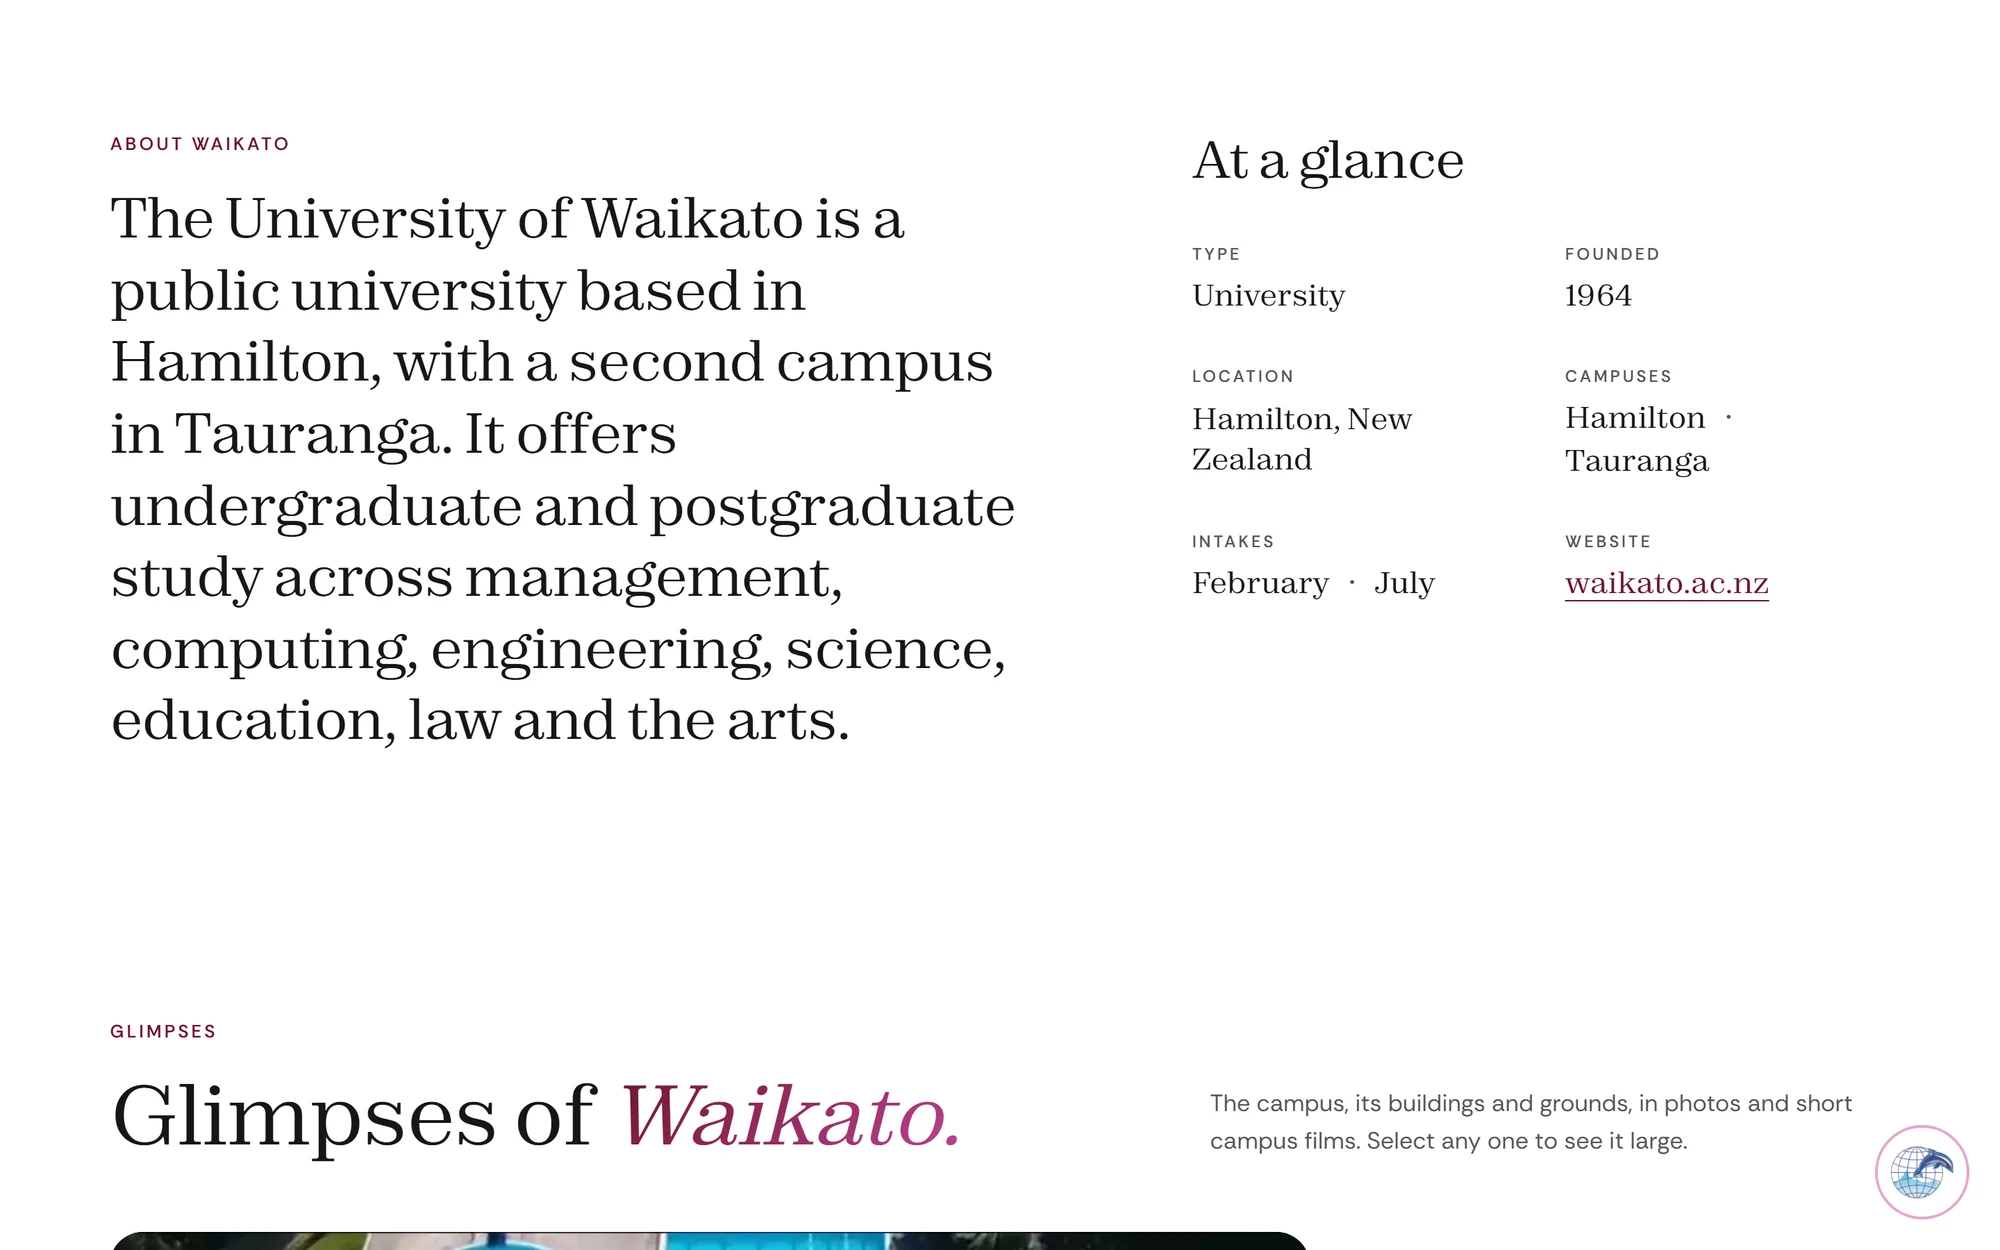 ABOUT WAIKATO
The University of Waikato is a
public university based in
Hamilton, with a second campus
in Tauranga. It offers
undergraduate and postgraduate
study across management,
computing, engineering, science,
education, law and the arts.
At a glance
TYPE
University
FOUNDED
1964
LOCATION
Hamilton, New
Zealand
CAMPUSES
Hamilton ·
Tauranga
INTAKES
February · July
WEBSITE
waikato.ac.nz
GLIMPSES
Glimpses of Waikato.
The campus, its buildings and grounds, in photos and short
campus films. Select any one to see it large.